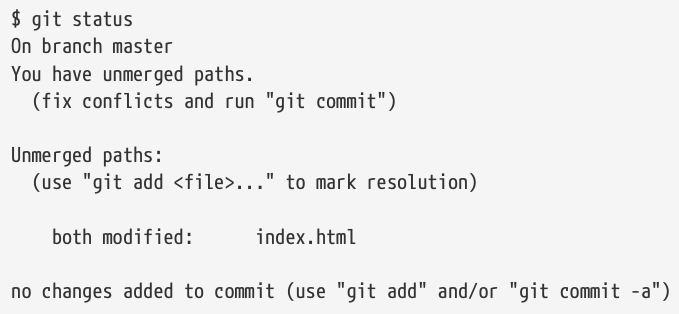 $ git status
On branch master
You have unmerged paths.
  (fix conflicts and run "git commit")

Unmerged paths:
  (use "git add <file>..." to mark resolution)

    both modified:      index.html

no changes added to commit (use "git add" and/or "git commit -a")